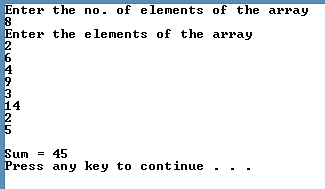 Enter the no. of elements of the array
8
Enter the elements of the array
2
6
4
9
3
14
2
5
Sum = 45
Press any key to continue . . .